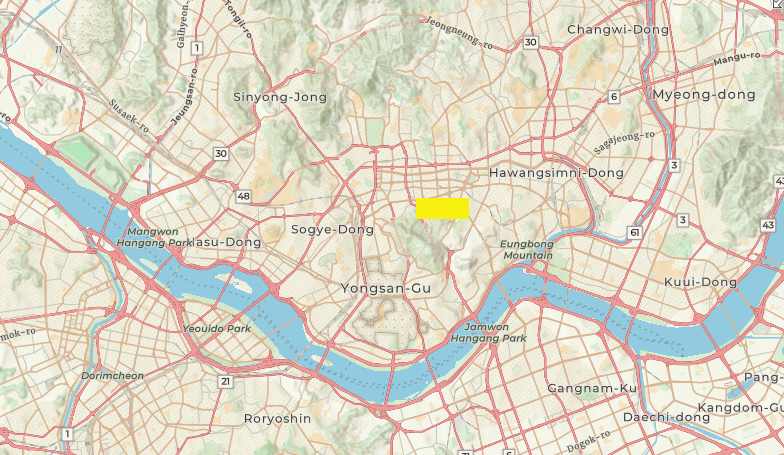 Galhyeon
Tongil-ro
Jeongneung-ro
30
Changwi-Dong
1
11
Mangu-ro
Sinyong-Jong
Jeungsan-ro
6
Myeong-dong
Susaek-ro
Sagajeong-ro
30
3
Hawangsimni-Dong
43
48
3
43
Mangwon
Hangang Park
Sogye-Dong
61
Eungbong
Mountain
Kuui-Dong
Yongsan-Gu
Yeouido Park
Jamwon
Hangang Park
Dorimcheon
21
Gangnam-Ku
Pang-
Kangdom-Gu
Roryoshin
Daechi-dong
1
Dogok-ro